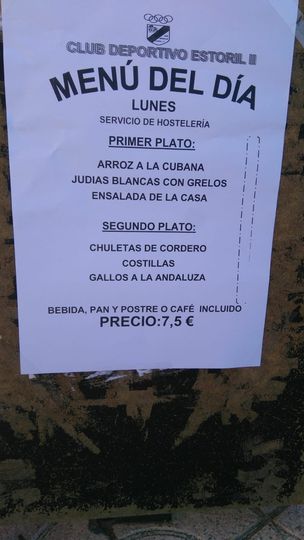 CLUB DEPORTIVO ESTORIL II
MENÚ DEL DÍA
LUNES
SERVICIO DE HOSTELERÍA
PRIMER PLATO:
ARROZ A LA CUBANA
JUDIAS BLANCAS CON GRELOS
ENSALADA DE LA CASA
SEGUNDO PLATO:
CHULETAS DE CORDERO
COSTILLAS
GALLOS A LA ANDALUZA
BEBIDA, PAN Y POSTRE O CAFÉ INCLUIDO
PRECIO:7,5 €